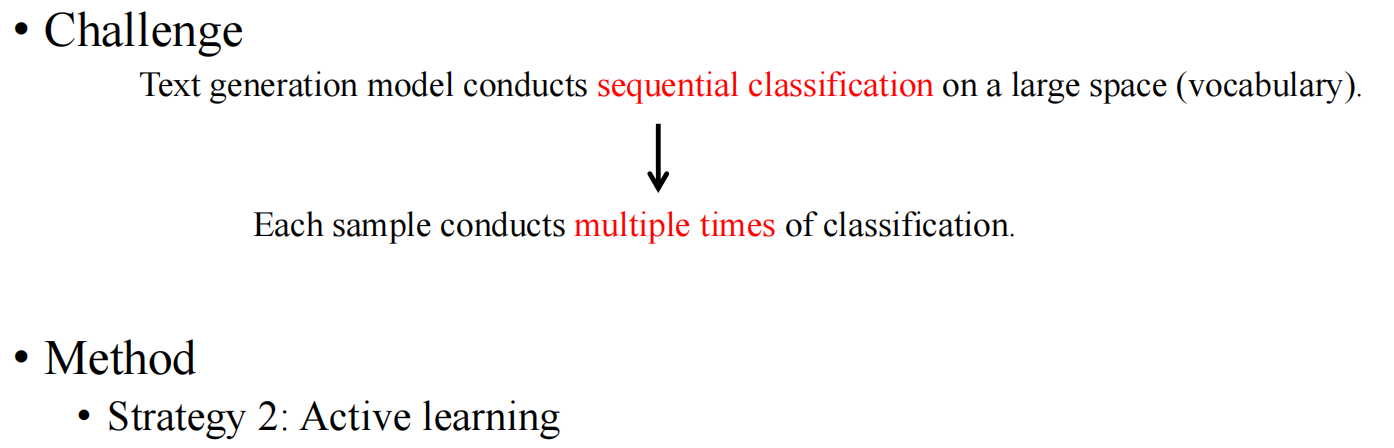 • Challenge
Text generation model conducts sequential classification on a large space (vocabulary).
Each sample conducts multiple times of classification.
• Method
• Strategy 2: Active learning